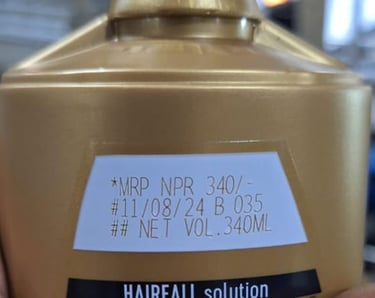 *MRP NPR 340/-
#11/08/24 B 035
## NET VOL.340ML
HAIRFALL solution